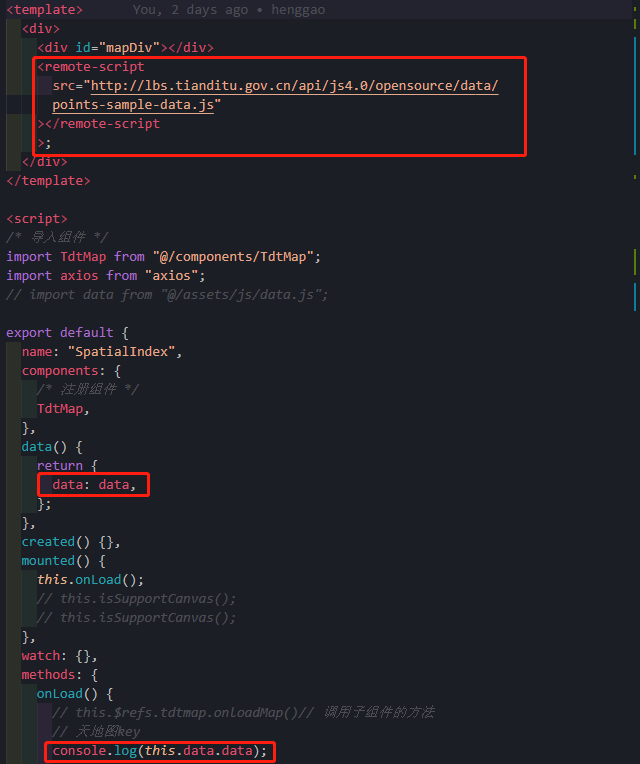 <template> You, 2 days ago • henggao
<div>
<div id="mapDiv"></div>
<remote-script
src="http://lbs.tianditu.gov.cn/api/js4.0/opensource/data/
points-sample-data.js"
></remote-script
>;
</div>
</template>
<script>
/* 导入组件 */
import TdtMap from "@/components/TdtMap";
import axios from "axios";
// import data from "@/assets/js/data.js";
export default {
name: "SpatialIndex",
components: {
/* 注册组件 */
TdtMap,
},
data() {
return {
data: data,
};
},
created() {},
mounted() {
this.onLoad();
// this.isSupportCanvas();
// this.isSupportCanvas();
},
watch: {},
methods: {
onLoad() {
// this.$refs.tdtmap.onloadMap()// 调用子组件的方法
// 天地图key
console.log(this.data.data);